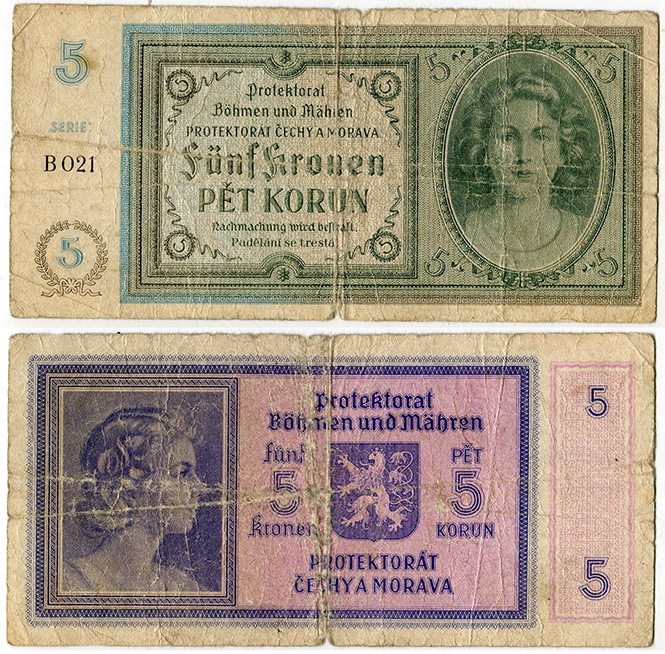 5
5
5
SERIE:
B 021
5
5
5
Protektorat
Böhmen und Mähren
PROTEKTORÁT ČECHY A MORAVA
Fünf Kronen
PĚT KORUN
Nachmachung wird bestraft.
Padělání se trestá.
Protektorat
Böhmen und Mähren
fünf PĚT
5 5
Kronen KORUN
PROTEKTORÁT
ČECHY A MORAVA
5
5